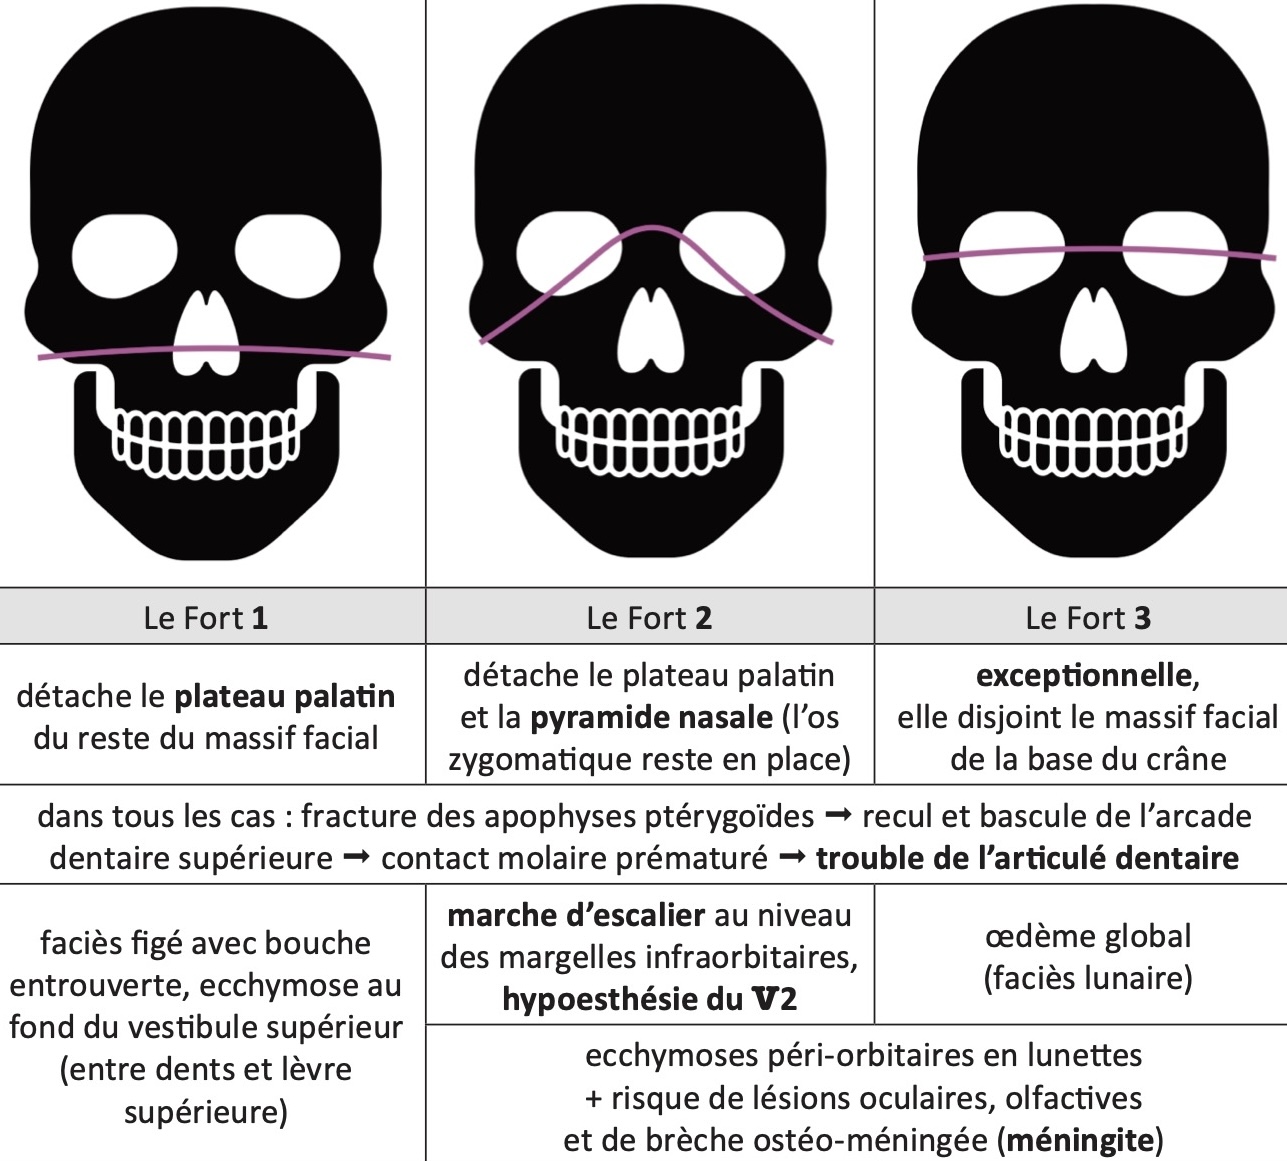 Le Fort 1
Le Fort 2
Le Fort 3
détache le plateau palatin
du reste du massif facial
détache le plateau palatin
et la pyramide nasale (l’os
zygomatique reste en place)
exceptionnelle,
elle disjoint le massif facial
de la base du crâne
dans tous les cas : fracture des apophyses ptérygoïdes ➞ recul et bascule de l’arcade
dentaire supérieure ➞ contact molaire prématuré ➞ trouble de l’articulé dentaire
faciès figé avec bouche
entrouverte, ecchymose au
fond du vestibule supérieur
(entre dents et lèvre
supérieure)
marche d’escalier au niveau
des margelles infraorbitaires,
hypoesthésie du V2
œdème global
(faciès lunaire)
ecchymoses péri-orbitaires en lunettes
+ risque de lésions oculaires, olfactives
et de brèche ostéo-méningée (méningite)